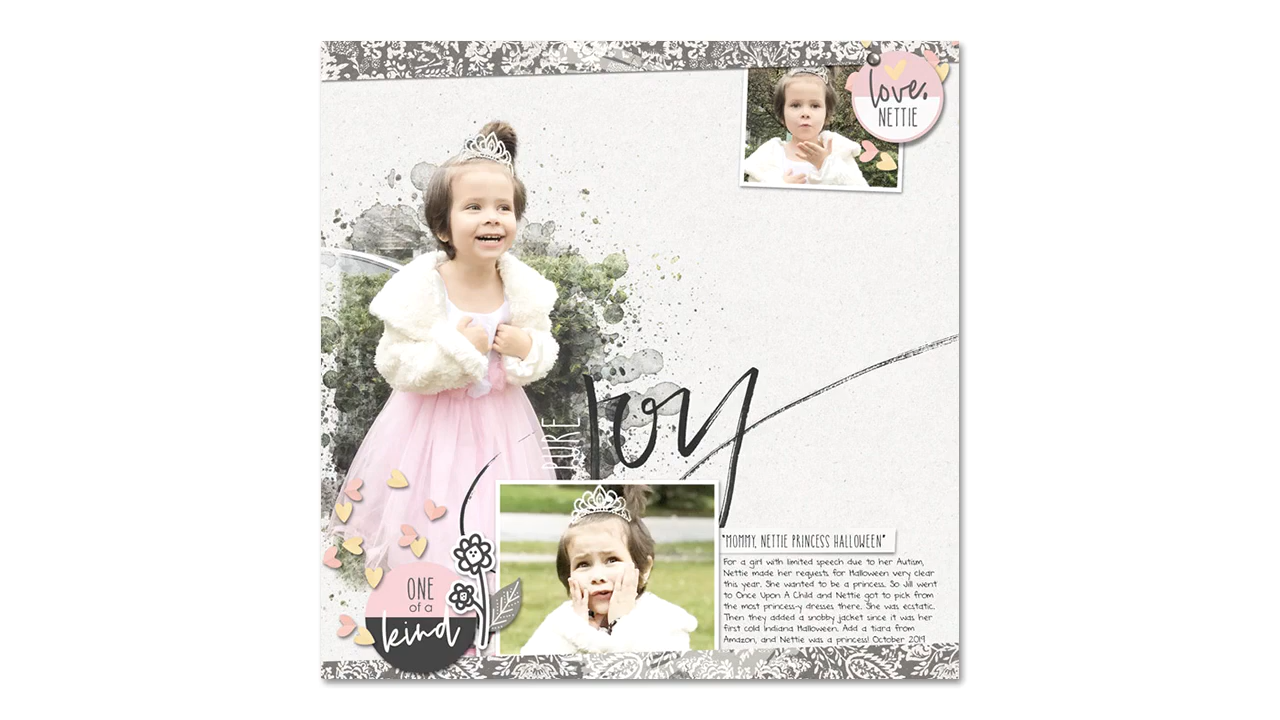 love,
NETTIE
PURE
joy
"MOMMY, NETTIE PRINCESS HALLOWEEN"
For a girl with limited speech due to her Autism,
Nettie made her requests for Halloween very clear
this year. She wanted to be a princess. So Jill went
to Once Upon A Child and Nettie got to pick from
the most princess-y dresses there. She was ecstatic.
Then they added a snobby jacket since it was her
first cold Indiana Halloween. Add a tiara from
Amazon, and Nettie was a princess! October 2019
ONE
of a
kind